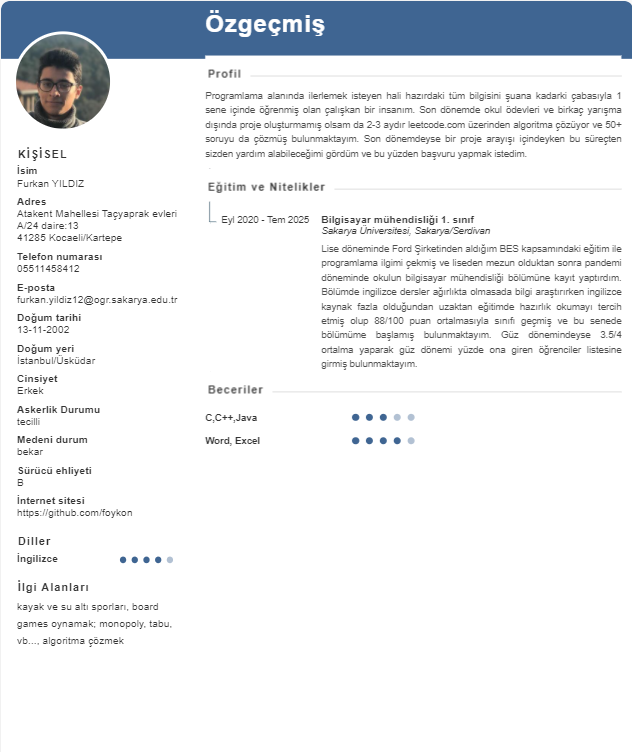 Özgeçmiş
KİŞİSEL
İsim
Furkan YILDIZ
Adres
Atakent Mahellesi Taçyaprak evleri
A/24 daire:13
41285 Kocaeli/Kartepe
Telefon numarası
05511458412
E-posta
furkan.yildiz12@ogr.sakarya.edu.tr
Doğum tarihi
13-11-2002
Doğum yeri
İstanbul/Üsküdar
Cinsiyet
Erkek
Askerlik Durumu
tecilli
Medeni durum
bekar
Sürücü ehliyeti
B
İnternet sitesi
https://github.com/foykon
Diller
İngilizce
İlgi Alanları
kayak ve su altı sporları, board
games oynamak; monopoly, tabu,
vb..., algoritma çözmek
Profil
Programlama alanında ilerlemek isteyen hali hazırdaki tüm bilgisini şuana kadarki çabasıyla 1
sene içinde öğrenmiş olan çalışkan bir insanım. Son dönemde okul ödevleri ve birkaç yarışma
dışında proje oluşturmamış olsam da 2-3 aydır leetcode.com üzerinden algoritma çözüyor ve 50+
soruyu da çözmüş bulunmaktayım. Son dönemdeyse bir proje arayışı içindeyken bu süreçten
sizden yardım alabileceğimi gördüm ve bu yüzden başvuru yapmak istedim.
Eğitim ve Nitelikler
Eyl 2020 - Tem 2025
Bilgisayar mühendisliği 1. sınıf
Sakarya Üniversitesi, Sakarya/Serdivan
Lise döneminde Ford Şirketinden aldığım BES kapsamındaki eğitim ile
programlama ilgimi çekmiş ve liseden mezun olduktan sonra pandemi
döneminde okulun bilgisayar mühendisliği bölümüne kayıt yaptırdım.
Bölümde ingilizce dersler ağırlıkta olmasada bilgi araştırırken ingilizce
kaynak fazla olduğundan uzaktan eğitimde hazırlık okumayı tercih
etmiş olup 88/100 puan ortalmasıyla sınıfı geçmiş ve bu senede
bölümüme başlamış bulunmaktayım. Güz dönemindeyse 3.5/4
ortalma yaparak güz dönemi yüzde ona giren öğrenciler listesine
girmiş bulunmaktayım.
Beceriler
C,C++,Java
Word, Excel